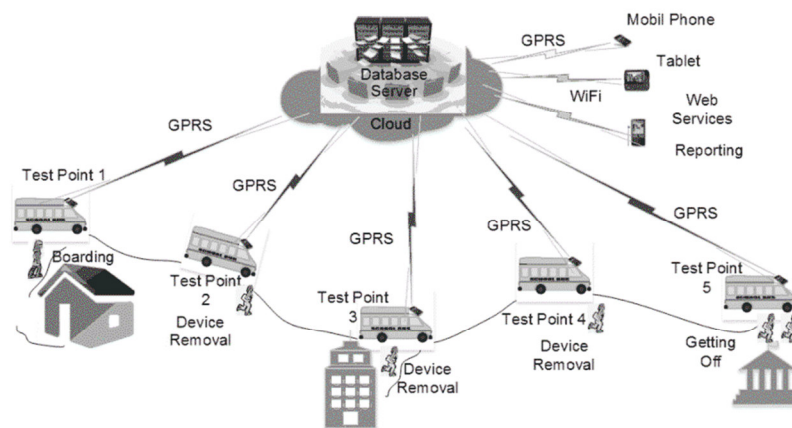 Mobil Phone
GPRS
Tablet
Database
Server
WiFi
Web
Services
Cloud
GPRS
Reporting
Test Point 1
GPRS
GPRS
GPRS
GPRS
Boarding
Test Point
2
Device
Removal
Test Point
3
SCHOOL BUS
Device
Removal
Test Point 4
Device
Removal
Test Point
5
Getting
Off